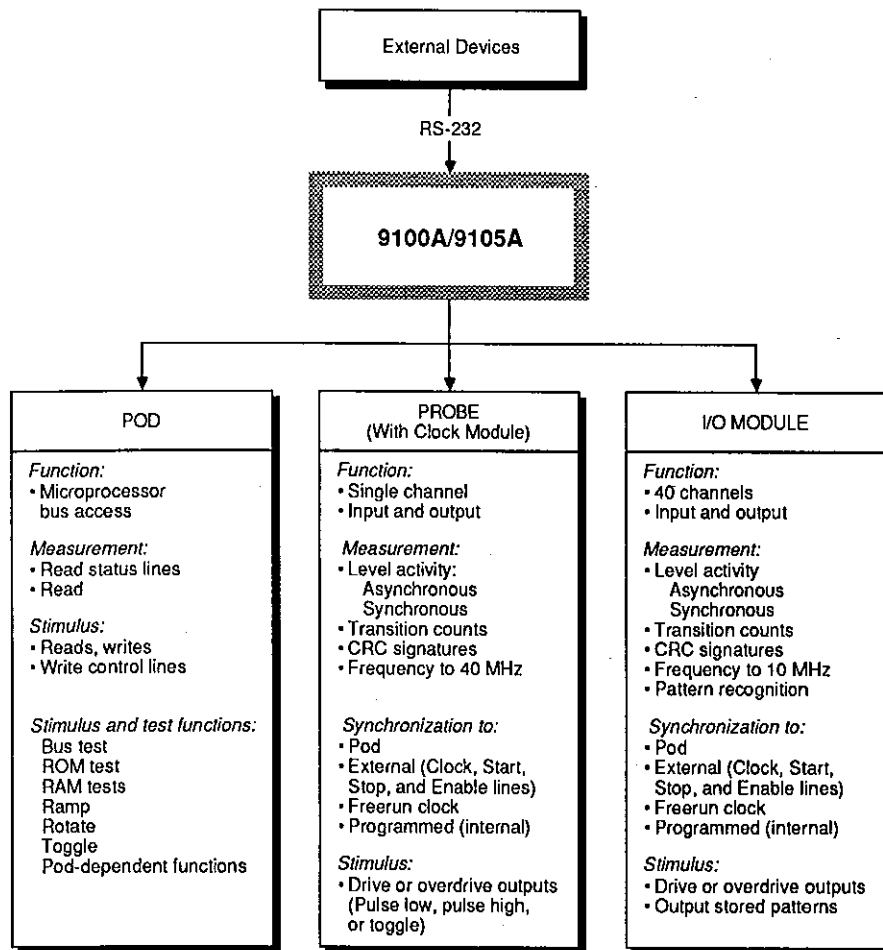 External Devices
RS-232
9100A/9105A
POD
Function:
• Microprocessor
bus access
Measurement:
• Read status lines
• Read
Stimulus:
• Reads, writes
• Write control lines
Stimulus and test functions:
Bus test
ROM test
RAM tests
Ramp
Rotate
Toggle
Pod-dependent functions
PROBE
(With Clock Module)
Function:
• Single channel
• Input and output
Measurement:
• Level activity:
Asynchronous
Synchronous
• Transition counts
• CRC signatures
• Frequency to 40 MHz
Synchronization to:
• Pod
• External (Clock, Start,
Stop, and Enable lines)
• Freerun clock
• Programmed (internal)
Stimulus:
• Drive or overdrive outputs
(Pulse low, pulse high,
or toggle)
I/O MODULE
Function:
• 40 channels
• Input and output
Measurement:
• Level activity
Asynchronous
Synchronous
• Transition counts
• CRC signatures
• Frequency to 10 MHz
• Pattern recognition
Synchronization to:
• Pod
• External (Clock, Start,
Stop, and Enable lines)
• Freerun clock
• Programmed (internal)
Stimulus:
• Drive or overdrive outputs
• Output stored patterns